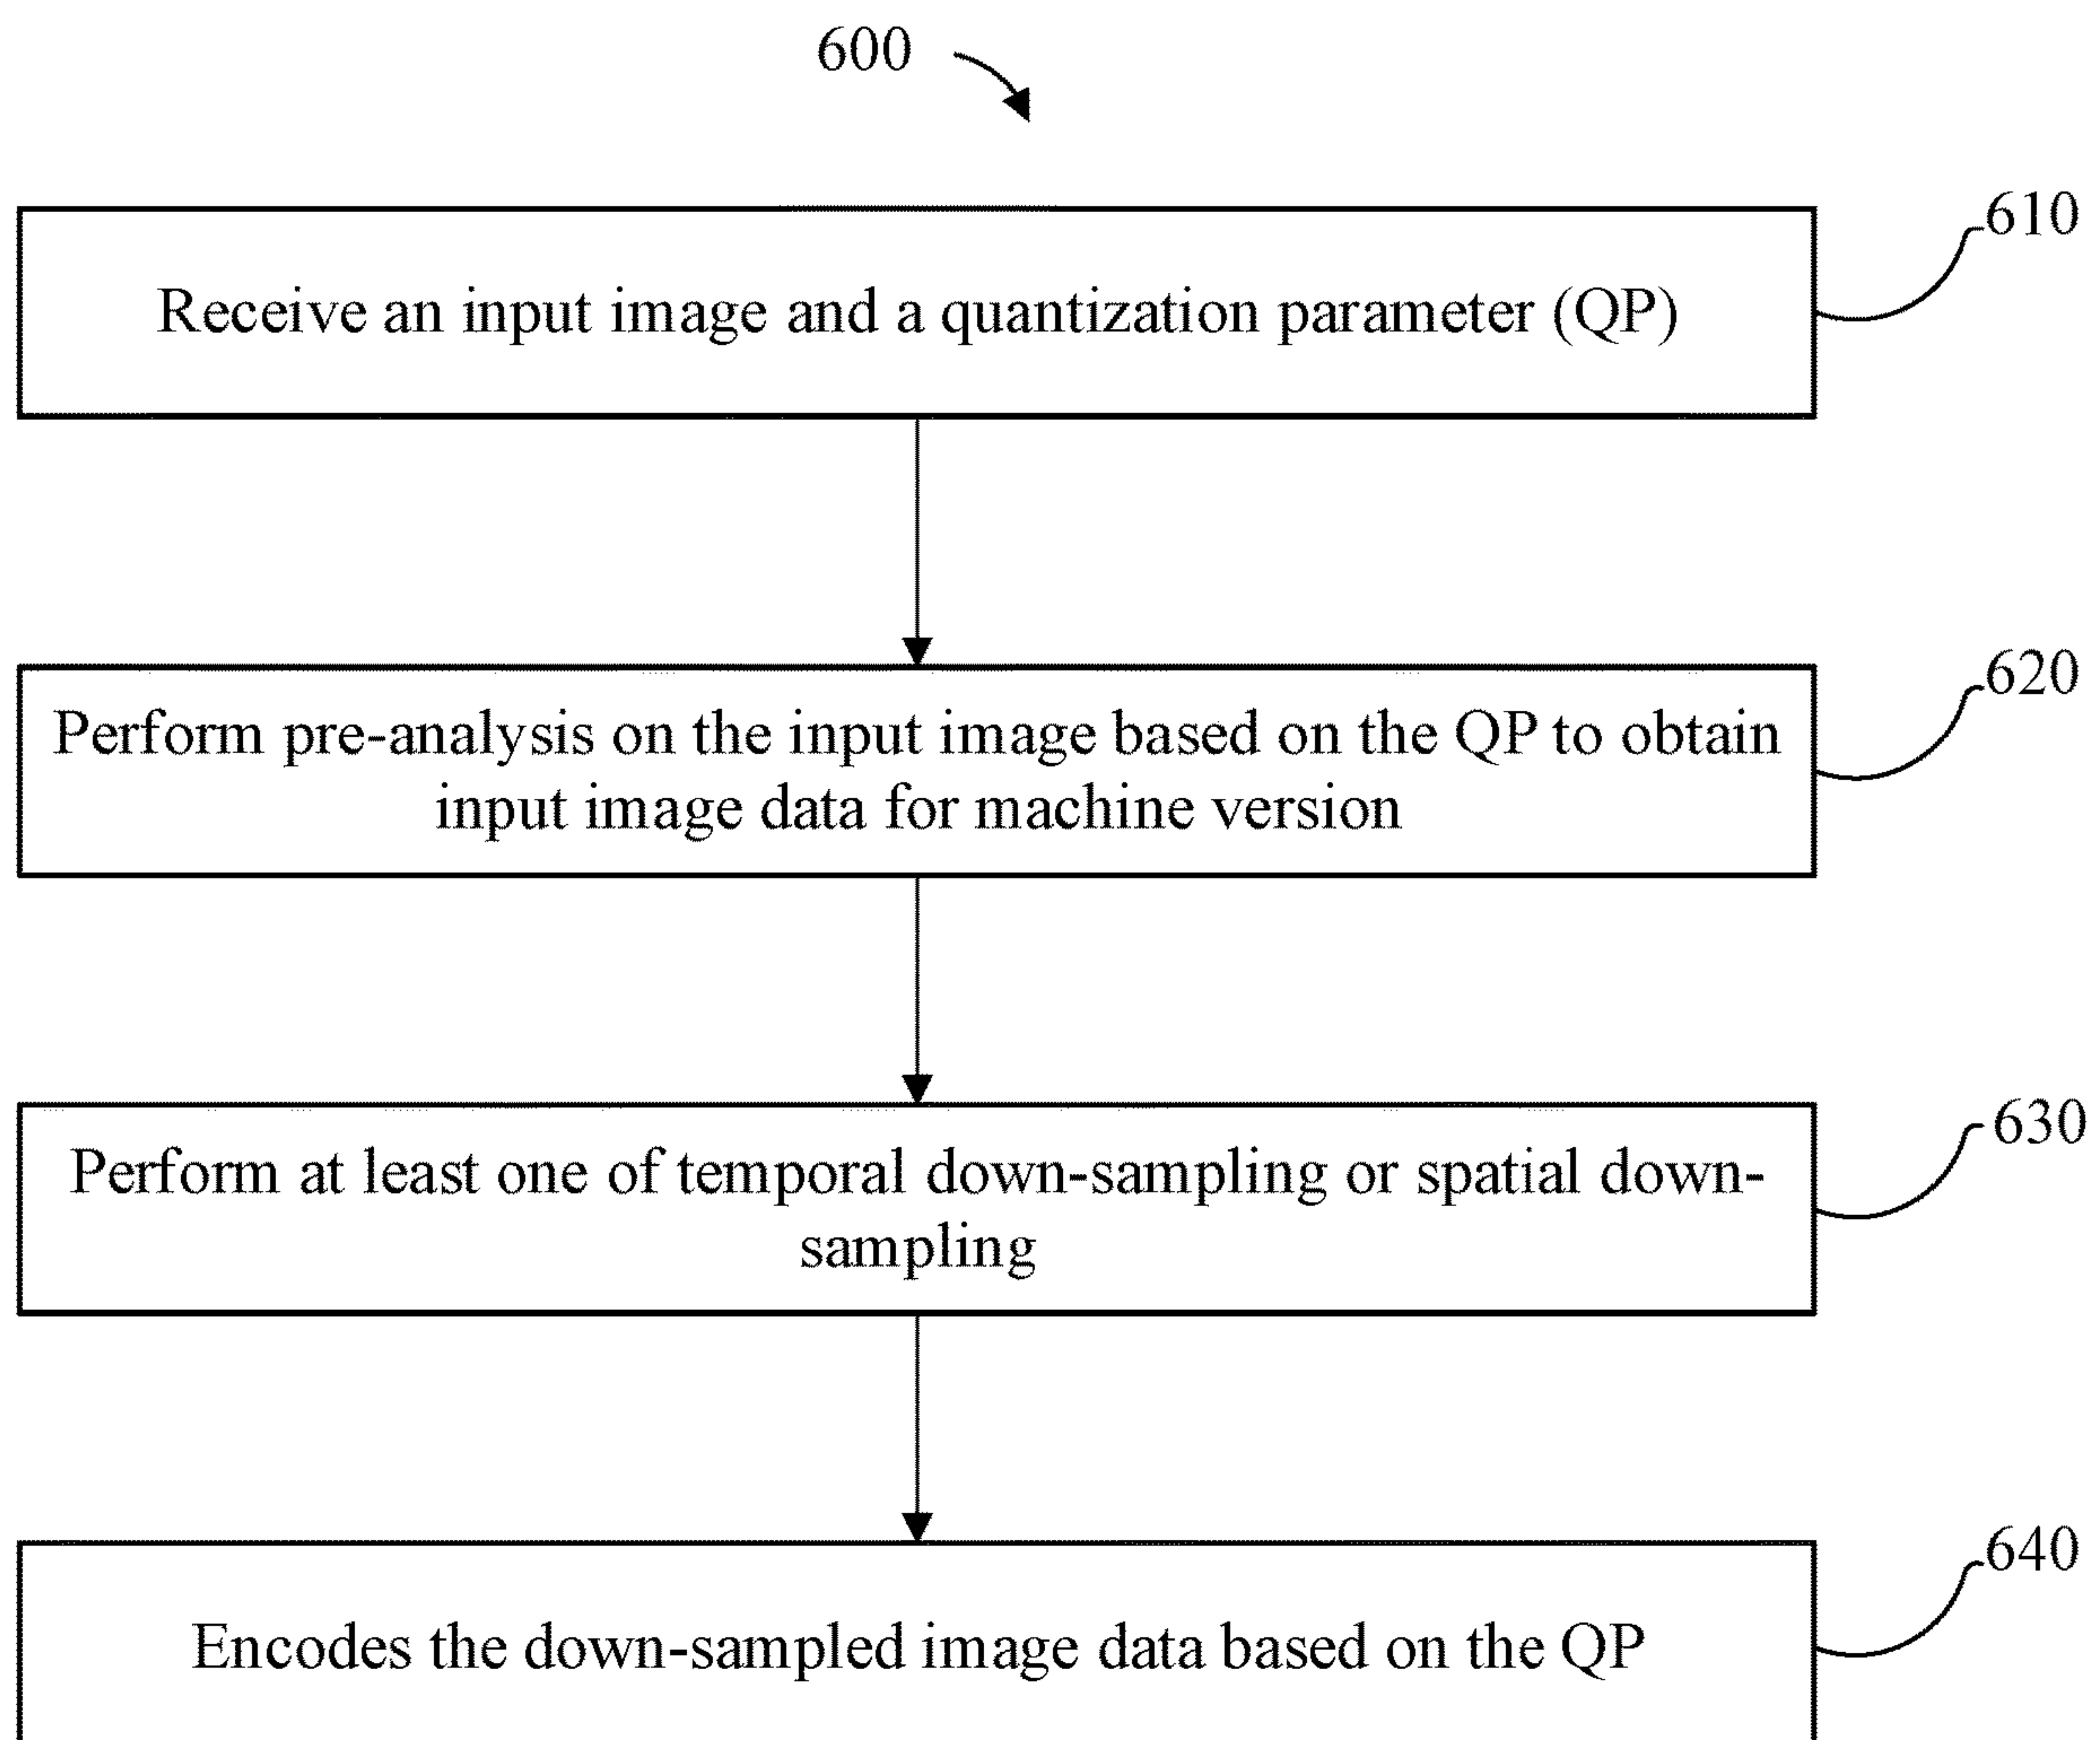 600
610
Receive an input image and a quantization parameter (QP)
620
Perform pre-analysis on the input image based on the QP to obtain
input image data for machine version
630
Perform at least one of temporal down-sampling or spatial down-
sampling
640
Encodes the down-sampled image data based on the QP